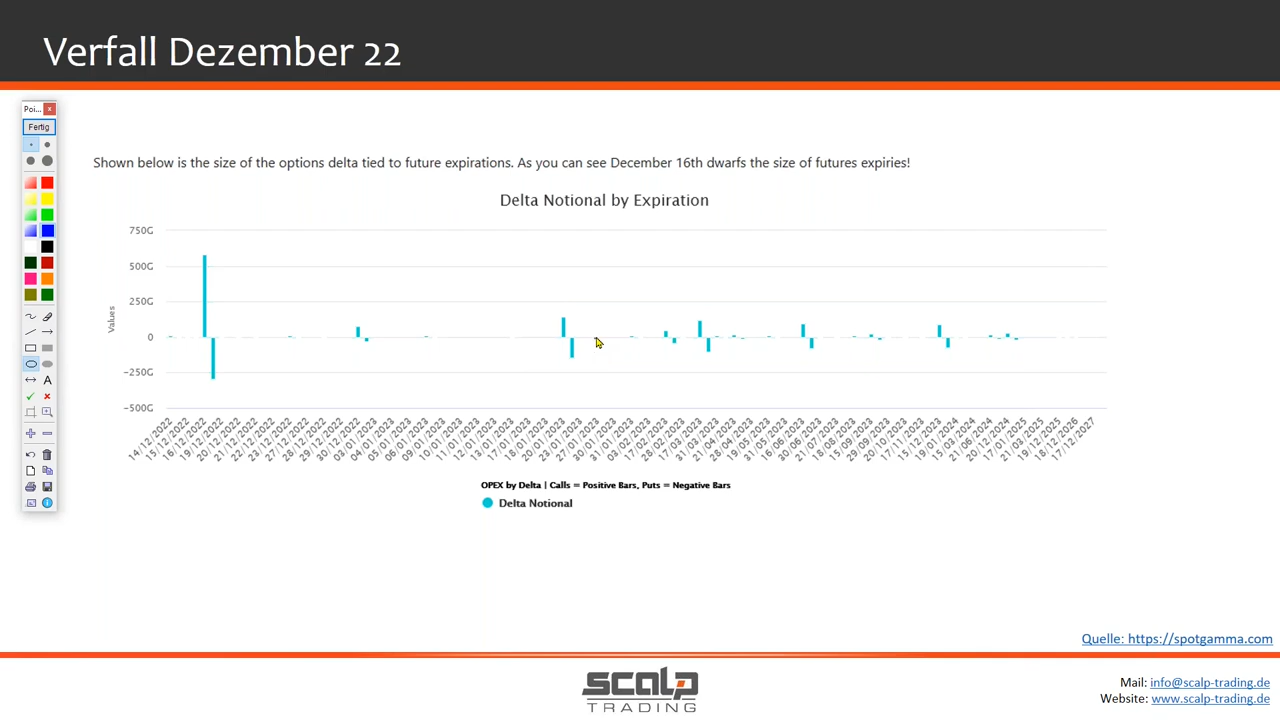 Verfall Dezember 22
Poi...
Fertig
A
Shown below is the size of the options delta tied to future expirations. As you can see December 16th dwarfs the size of futures expiries!
Delta Notional by Expiration
Values
750G
500G
250G
0
−250G
−500G
14/12/2022
15/12/2022
16/12/2022
19/12/2022
20/12/2022
22/12/2022
23/12/2022
27/12/2022
28/12/2022
29/12/2022
30/12/2022
03/01/2023
04/01/2023
05/01/2023
06/01/2023
09/01/2023
10/01/2023
11/01/2023
13/01/2023
17/01/2023
18/01/2023
20/01/2023
23/01/2023
27/01/2023
30/01/2023
31/01/2023
03/02/2023
17/02/2023
28/02/2023
17/03/2023
31/03/2023
21/04/2023
28/04/2023
19/05/2023
31/05/2023
16/06/2023
30/06/2023
21/07/2023
18/08/2023
15/09/2023
29/09/2023
20/10/2023
17/11/2023
15/12/2023
19/01/2024
15/03/2024
21/06/2024
20/12/2024
17/01/2025
21/03/2025
19/12/2025
18/12/2026
17/12/2027
OPEX by Delta | Calls = Positive Bars, Puts = Negative Bars
Delta Notional
Quelle: https://spotgamma.com
SCALP
TRADING
Mail: info@scalp-trading.de
Website: www.scalp-trading.de